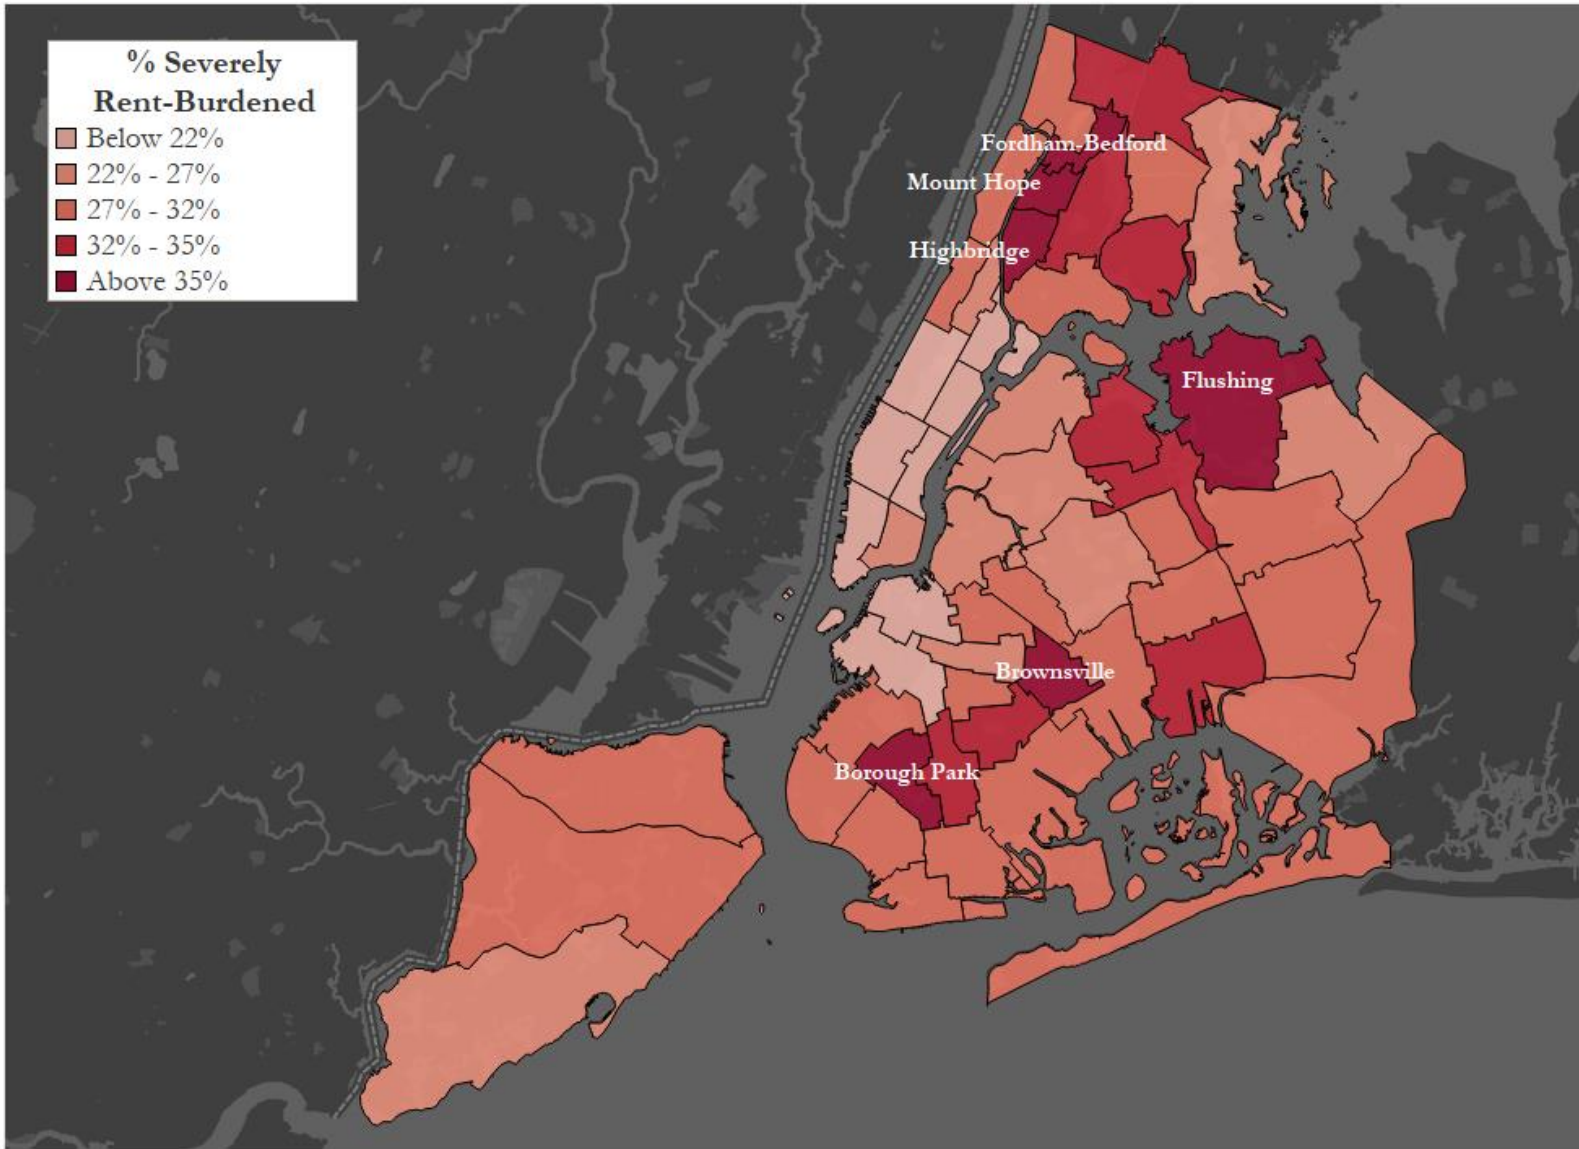 % Severely
Rent-Burdened
Below 22%
22% - 27%
27% - 32%
32% - 35%
Above 35%
Fordham-Bedford
Mount Hope
Highbridge
Flushing
Brownsville
Borough Park